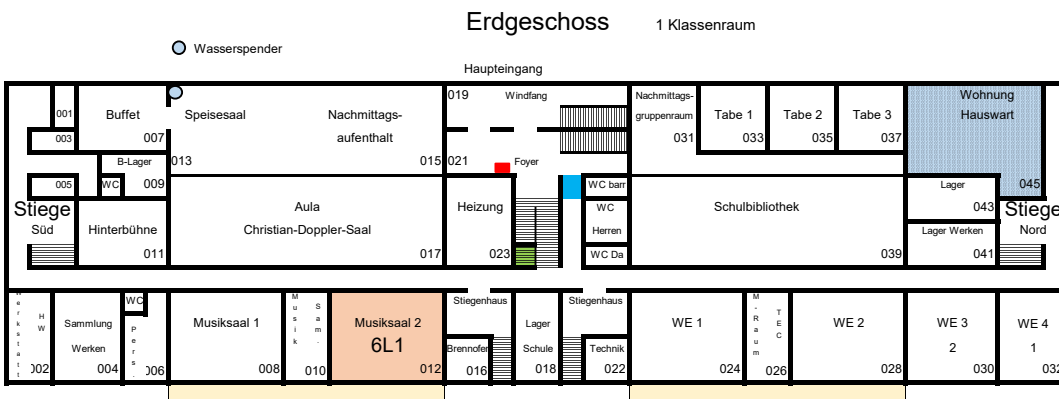 Erdgeschoss 1 Klassenraum
Wasserspender
Haupteingang
001
Buffet
007
Speisesaal
Nachmittags-
aufenthalt
019
Windfang
Nachmittags-
gruppenraum
031
Tabe 1
033
Tabe 2
035
Tabe 3
037
Wohnung
Hauswart
003
B-Lager
013
015
021
Foyer
005
WC
009
WC barr
Lager
043
045
Stiege
Süd
Hinterbühne
011
Aula
Christian-Doppler-Saal
017
Heizung
023
WC
Herren
WC Da
Schulbibliothek
039
Lager Werken
041
Stiege
Nord
Werkstatt
HW
002
Sammlung
Werken
004
WC
Pers.
006
Musiksaal 1
008
Musik
Sam.
010
Musiksaal 2
6L1
012
Stiegenhaus
Brennofen
016
Lager
Schule
018
Stiegenhaus
Technik
022
WE 1
024
M-Raum
TEC
026
WE 2
028
WE 3
2
030
WE 4
1
032